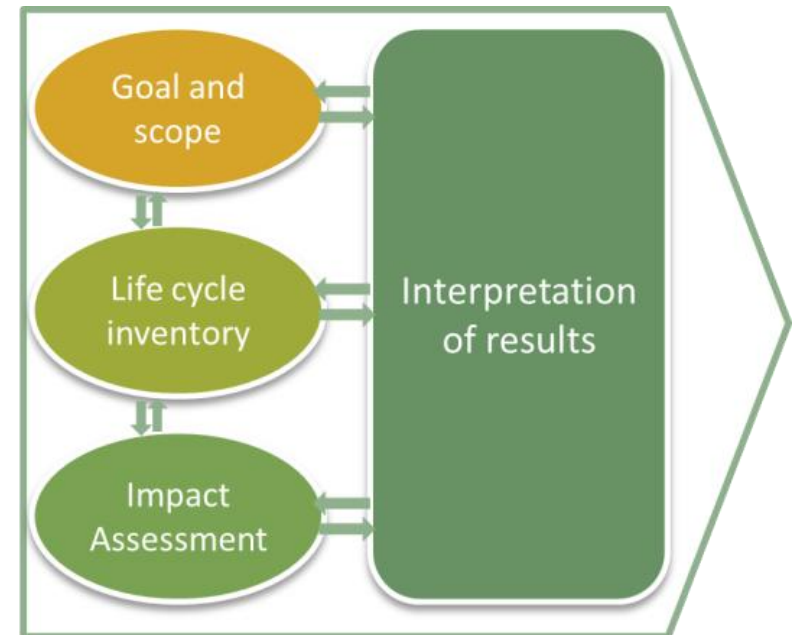 Goal and
scope
Life cycle
inventory
Impact
Assessment
Interpretation
of results